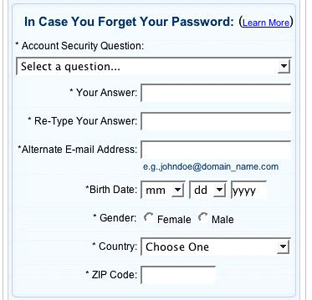 In Case You Forget Your Password: (Learn More)
* Account Security Question:
Select a question...
* Your Answer:
* Re-Type Your Answer:
*Alternate E-mail Address:
e.g.,johndoe@domain_name.com
*Birth Date: mm dd yyyy
* Gender: Female Male
* Country: Choose One
* ZIP Code: